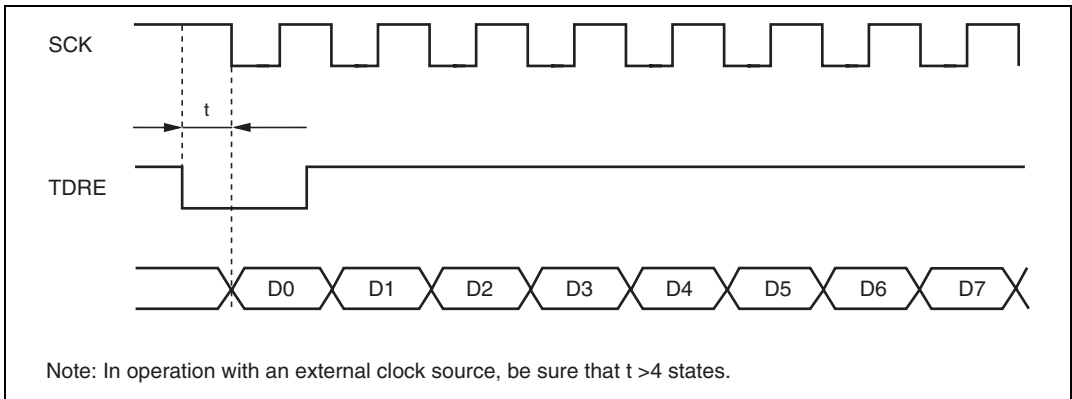 SCK
t
TDRE
D0 D1 D2 D3 D4 D5 D6 D7
Note: In operation with an external clock source, be sure that t >4 states.